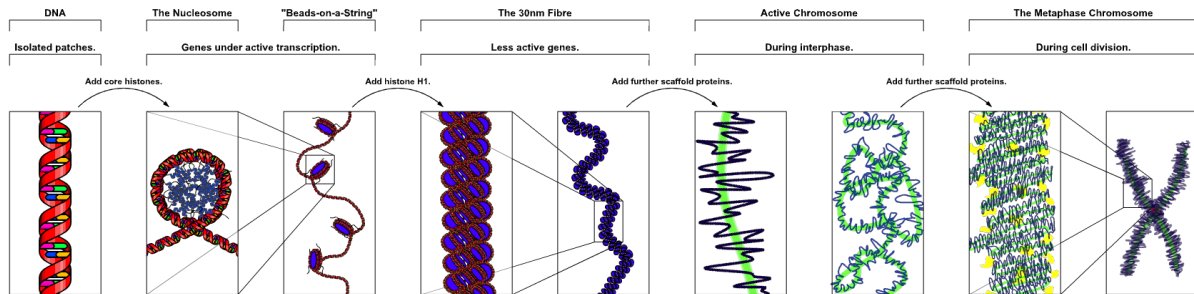 DNA
The Nucleosome
"Beads-on-a-String"
The 30nm Fibre
Active Chromosome
The Metaphase Chromosome
Isolated patches.
Genes under active transcription.
Less active genes.
During interphase.
During cell division.
Add core histones.
Add histone H1.
Add further scaffold proteins.
Add further scaffold proteins.